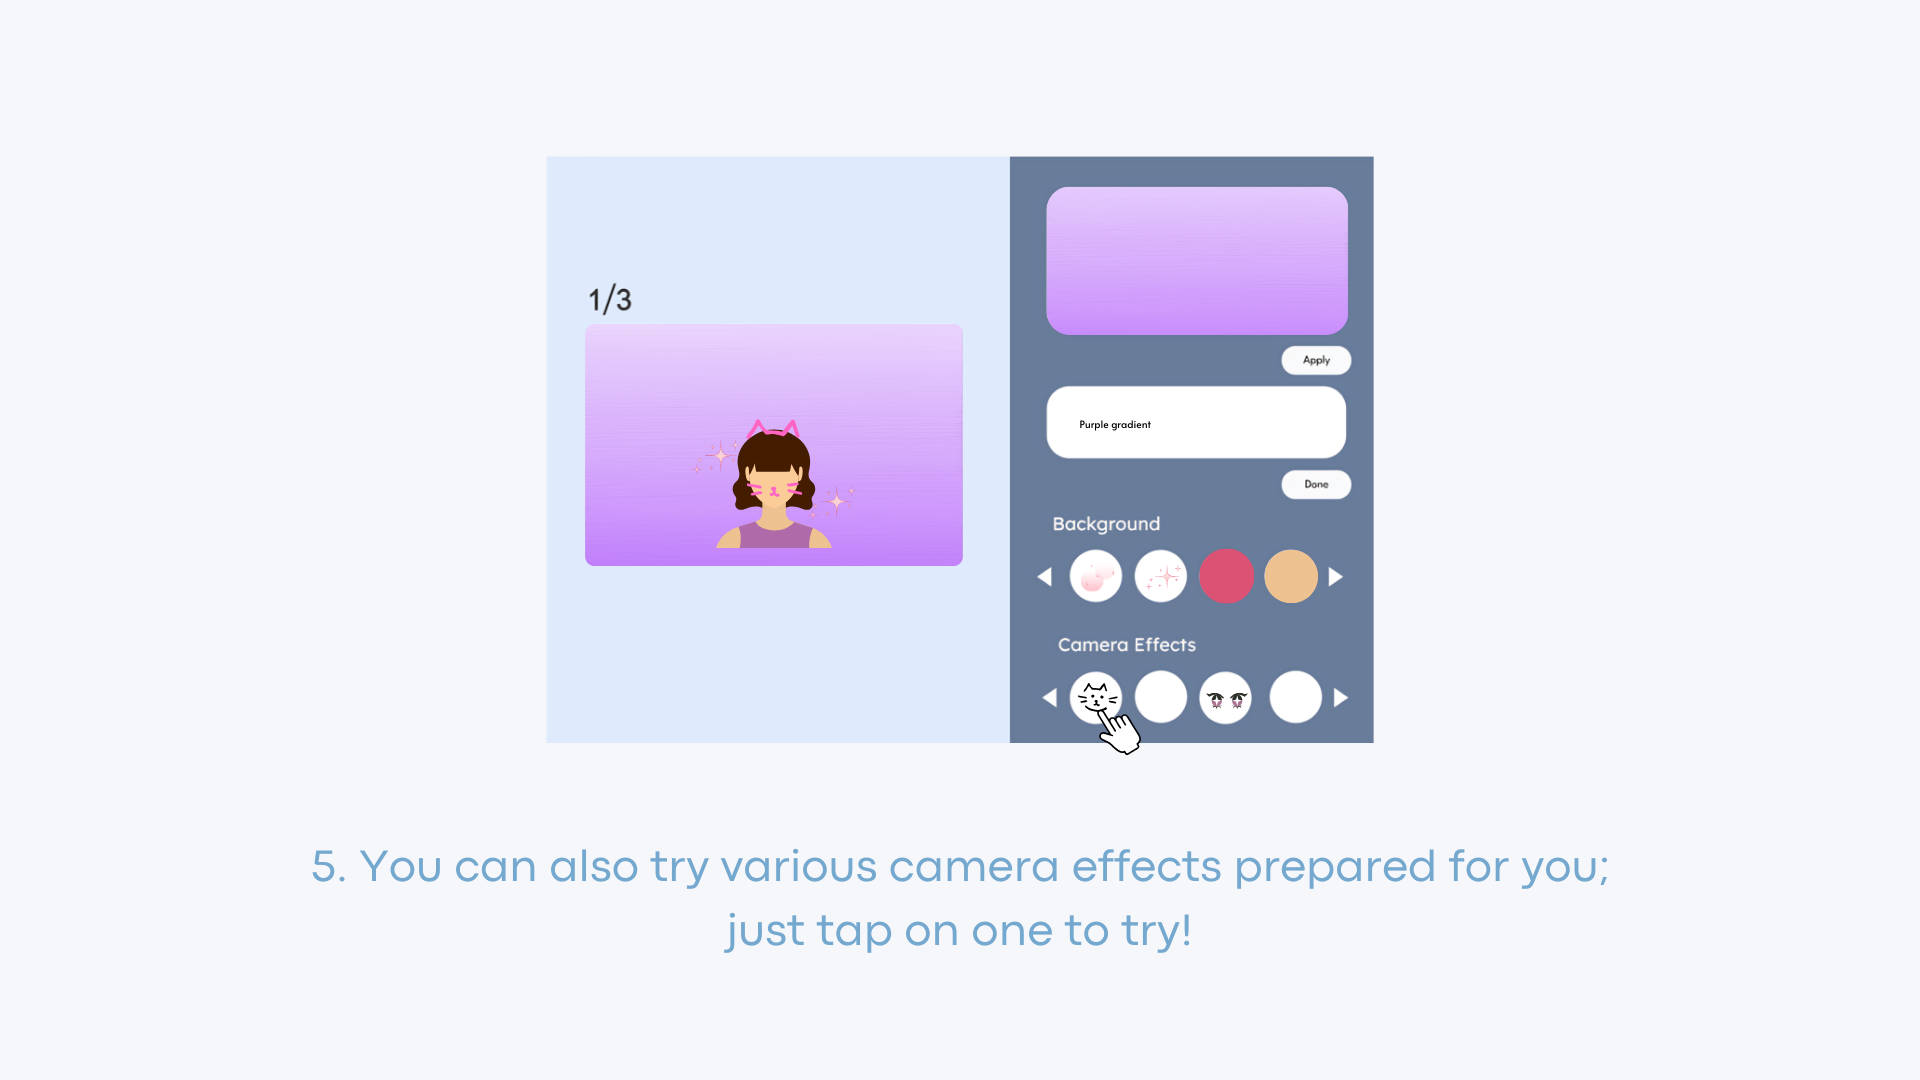 1/3
Apply
Purple gradient
Done
Background
Camera Effects
5. You can also try various camera effects prepared for you;
just tap on one to try!